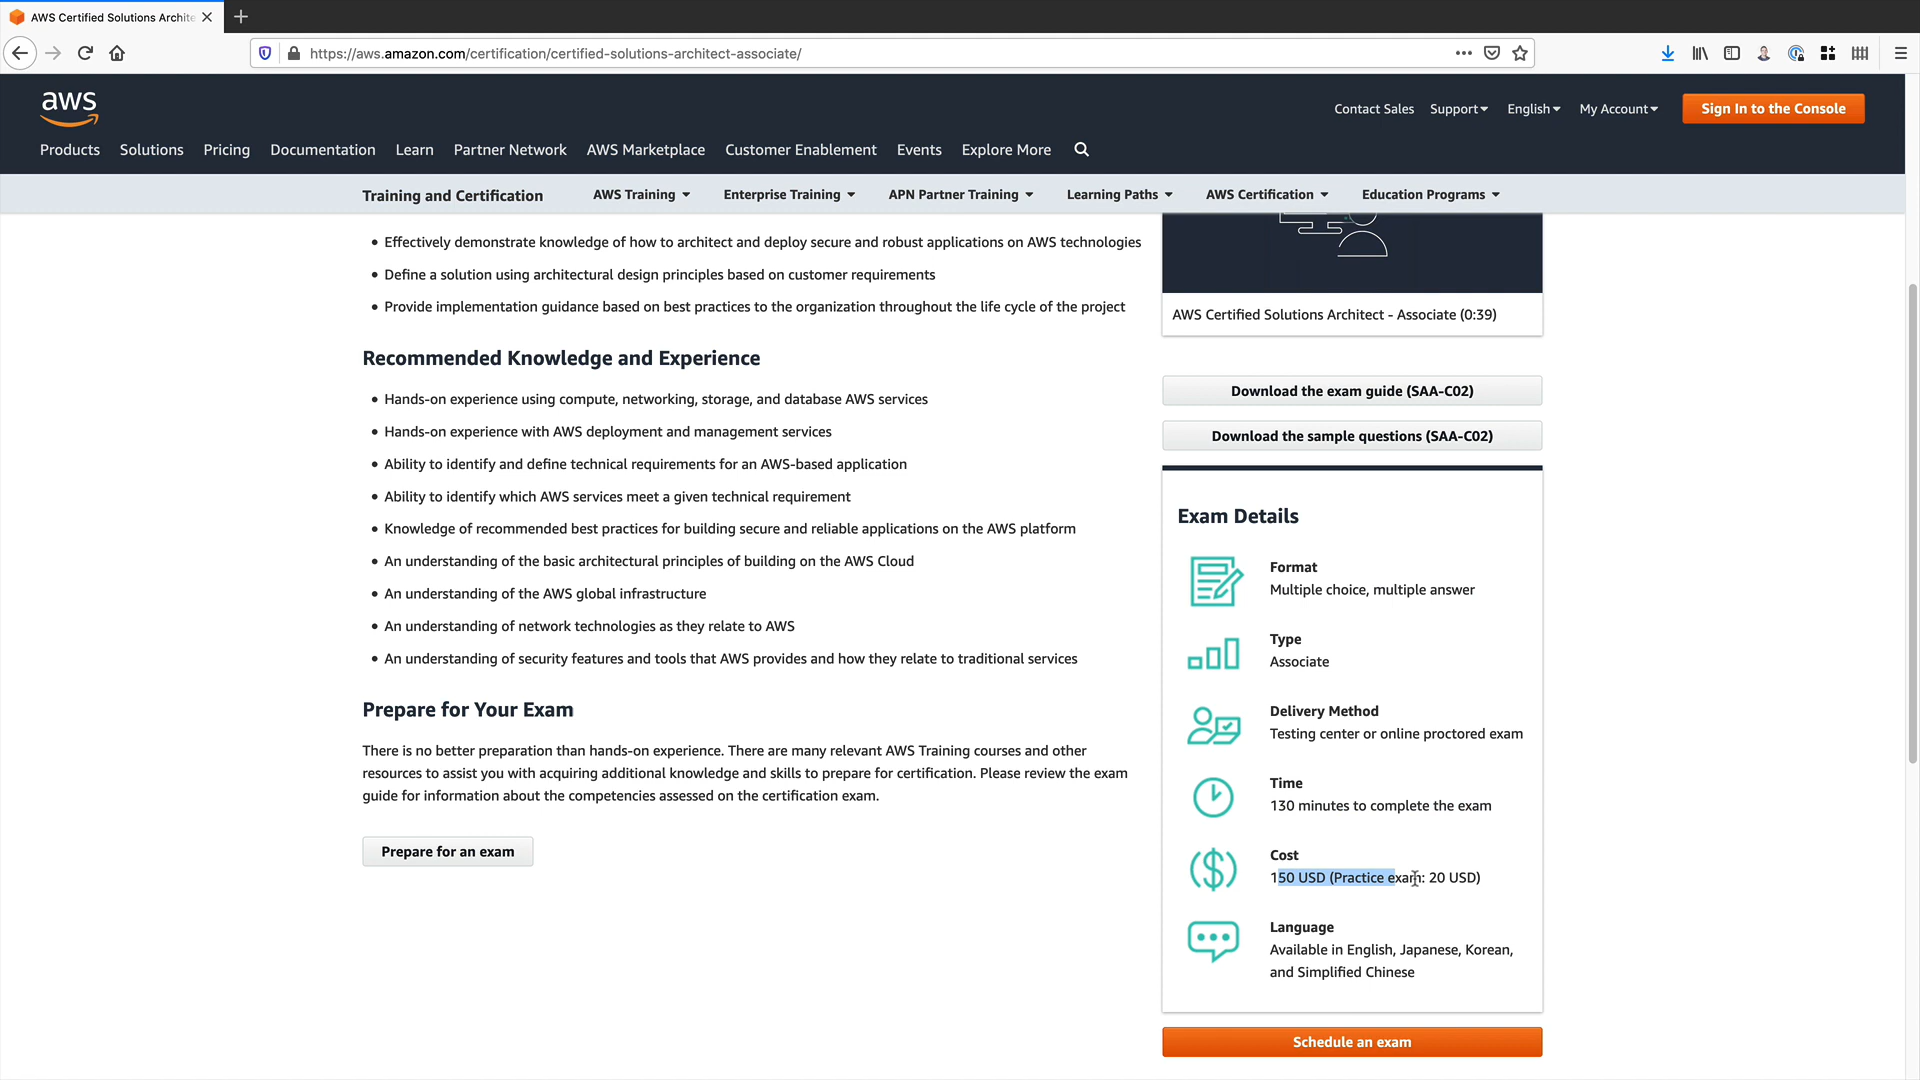 AWS Certified Solutions Archite
https://aws.amazon.com/certification/certified-solutions-architect-associate/
aws
Contact Sales Support English My Account Sign In to the Console
Products Solutions Pricing Documentation Learn Partner Network AWS Marketplace Customer Enablement Events Explore More
Training and Certification AWS Training Enterprise Training APN Partner Training Learning Paths AWS Certification Education Programs
• Effectively demonstrate knowledge of how to architect and deploy secure and robust applications on AWS technologies
• Define a solution using architectural design principles based on customer requirements
• Provide implementation guidance based on best practices to the organization throughout the life cycle of the project
Recommended Knowledge and Experience
• Hands-on experience using compute, networking, storage, and database AWS services
• Hands-on experience with AWS deployment and management services
• Ability to identify and define technical requirements for an AWS-based application
• Ability to identify which AWS services meet a given technical requirement
• Knowledge of recommended best practices for building secure and reliable applications on the AWS platform
• An understanding of the basic architectural principles of building on the AWS Cloud
• An understanding of the AWS global infrastructure
• An understanding of network technologies as they relate to AWS
• An understanding of security features and tools that AWS provides and how they relate to traditional services
Prepare for Your Exam
There is no better preparation than hands-on experience. There are many relevant AWS Training courses and other
resources to assist you with acquiring additional knowledge and skills to prepare for certification. Please review the exam
guide for information about the competencies assessed on the certification exam.
Prepare for an exam
AWS Certified Solutions Architect - Associate (0:39)
Download the exam guide (SAA-C02)
Download the sample questions (SAA-C02)
Exam Details
Format
Multiple choice, multiple answer
Type
Associate
Delivery Method
Testing center or online proctored exam
Time
130 minutes to complete the exam
Cost
150 USD (Practice exam: 20 USD)
Language
Available in English, Japanese, Korean,
and Simplified Chinese
Schedule an exam